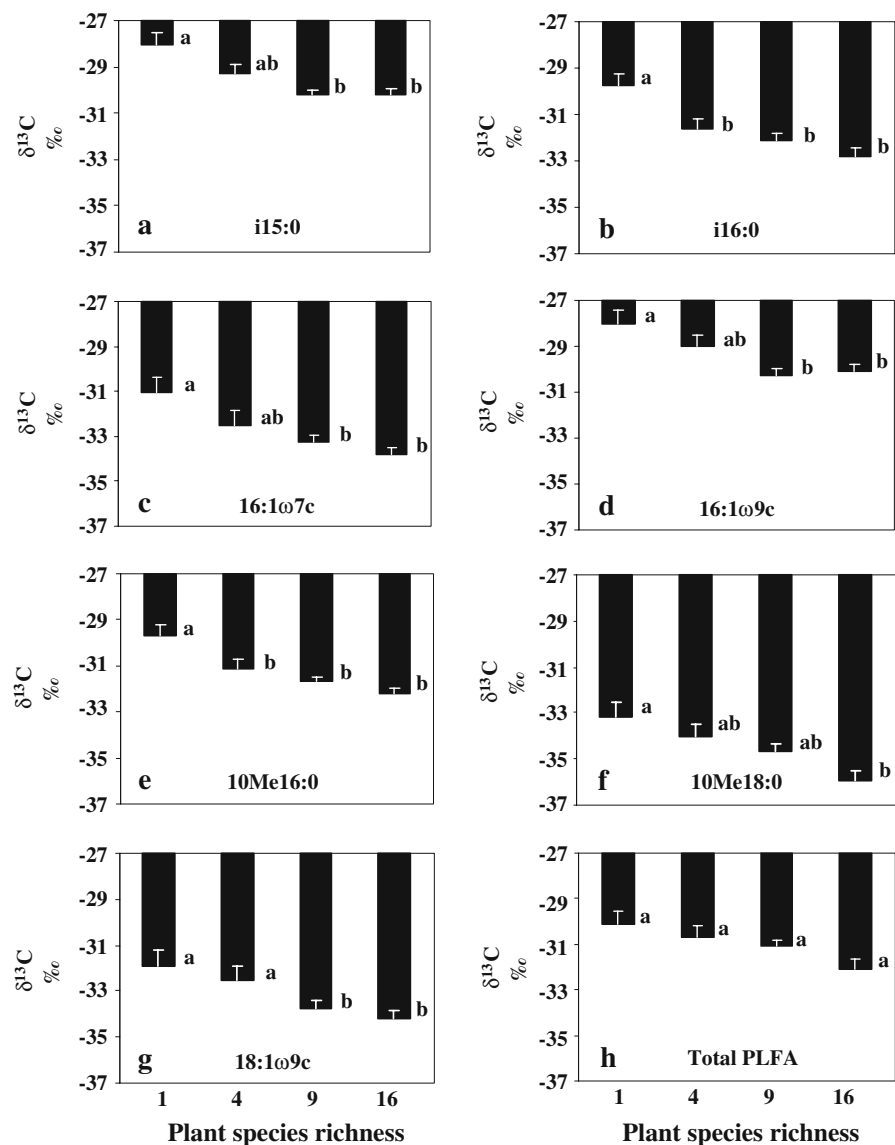 -27
-29
-31
-33
-35
-37
δ¹³C
‰
a
ab
b
b
a
i15:0
-27
-29
-31
-33
-35
-37
δ¹³C
‰
a
b
b
b
b
i16:0
-27
-29
-31
-33
-35
-37
δ¹³C
‰
a
ab
b
b
c
16:1ω7c
-27
-29
-31
-33
-35
-37
δ¹³C
‰
a
ab
b
b
d
16:1ω9c
-27
-29
-31
-33
-35
-37
δ¹³C
‰
a
b
b
b
e
10Me16:0
-27
-29
-31
-33
-35
-37
δ¹³C
‰
a
ab
ab
b
f
10Me18:0
-27
-29
-31
-33
-35
-37
δ¹³C
‰
a
a
b
b
g
18:1ω9c
1 4 9 16
Plant species richness
-27
-29
-31
-33
-35
-37
δ¹³C
‰
a
a
a
a
h
Total PLFA
1 4 9 16
Plant species richness